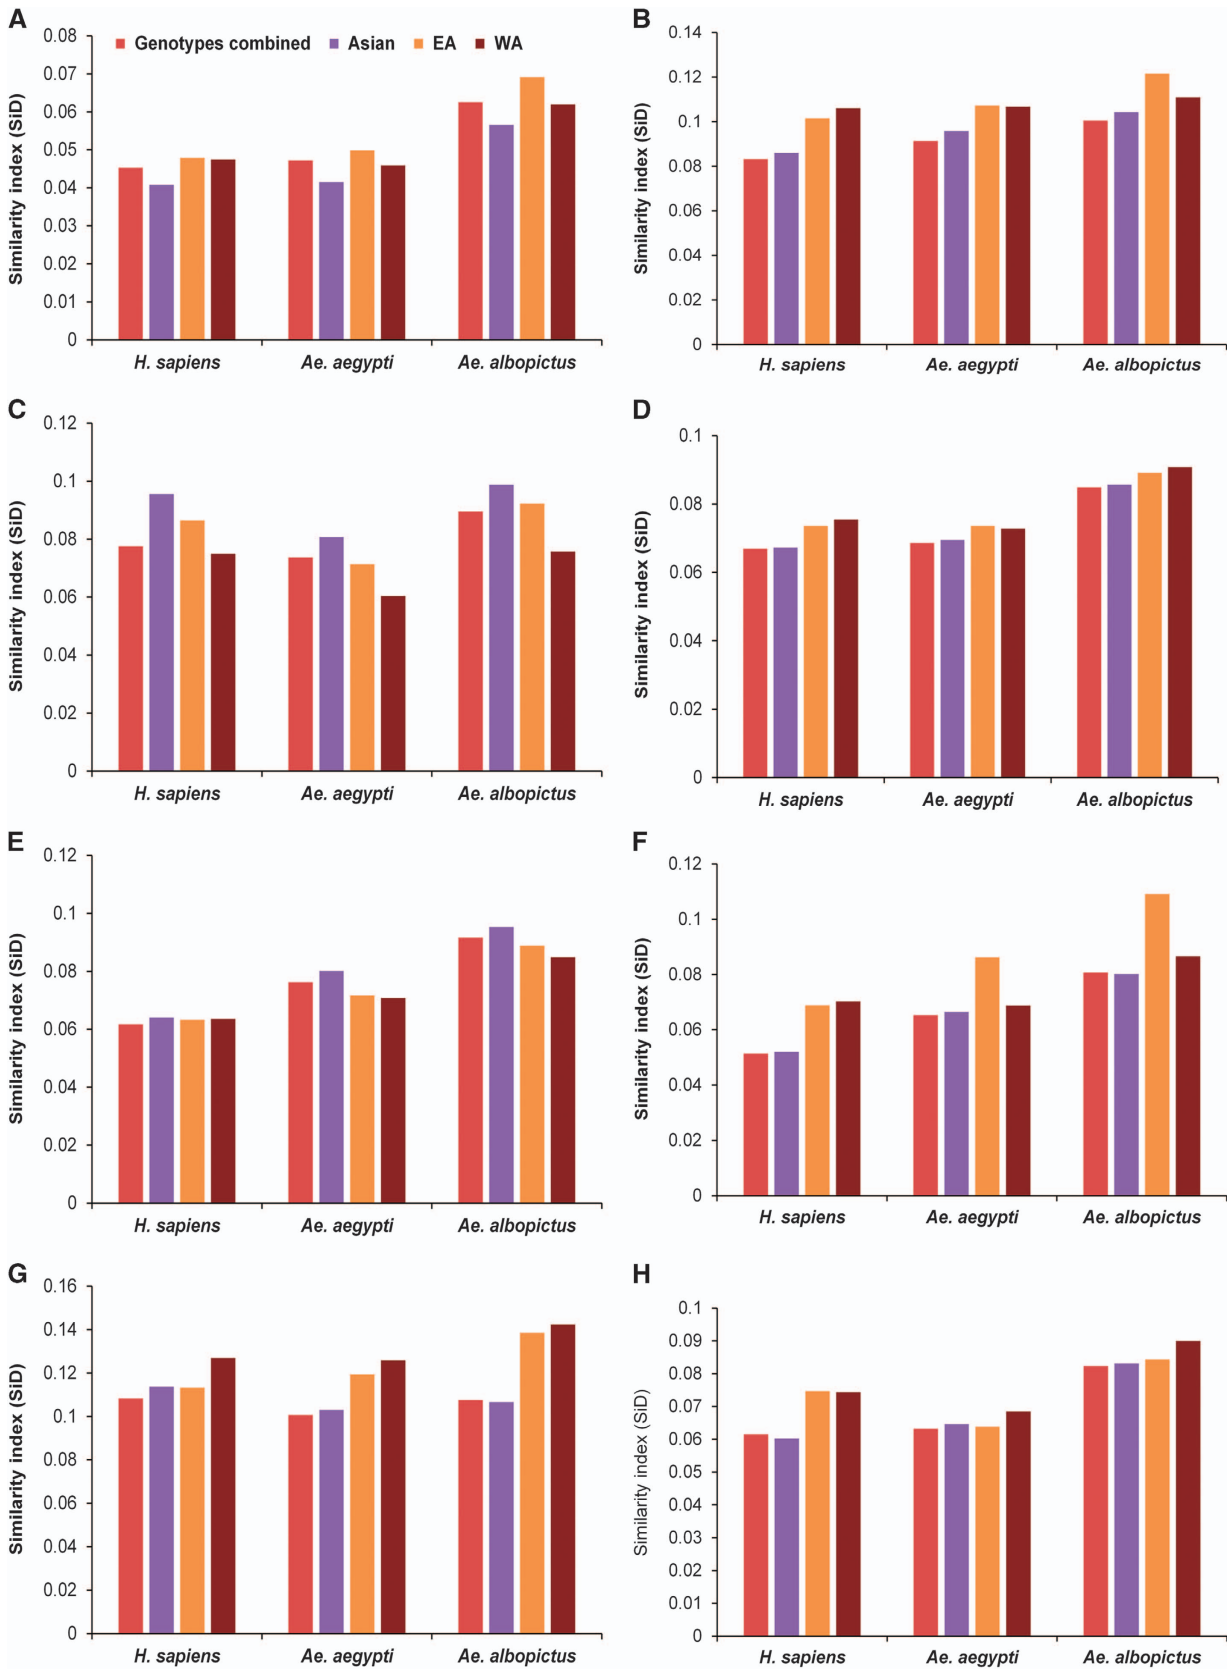 A
0.08
0.07
0.06
0.05
0.04
0.03
0.02
0.01
0
Similarity index (SiD)
Genotypes combined Asian EA WA
H. sapiens Ae. aegypti Ae. albopictus
B
0.14
0.12
0.1
0.08
0.06
0.04
0.02
0
Similarity index (SiD)
H. sapiens Ae. aegypti Ae. albopictus
C
0.12
0.1
0.08
0.06
0.04
0.02
0
Similarity index (SiD)
H. sapiens Ae. aegypti Ae. albopictus
D
0.1
0.08
0.06
0.04
0.02
0
Similarity index (SiD)
H. sapiens Ae. aegypti Ae. albopictus
E
0.12
0.1
0.08
0.06
0.04
0.02
0
Similarity index (SiD)
H. sapiens Ae. aegypti Ae. albopictus
F
0.12
0.1
0.08
0.06
0.04
0.02
0
Similarity index (SiD)
H. sapiens Ae. aegypti Ae. albopictus
G
0.16
0.14
0.12
0.1
0.08
0.06
0.04
0.02
0
Similarity index (SiD)
H. sapiens Ae. aegypti Ae. albopictus
H
0.1
0.09
0.08
0.07
0.06
0.05
0.04
0.03
0.02
0.01
0
Similarity index (SiD)
H. sapiens Ae. aegypti Ae. albopictus